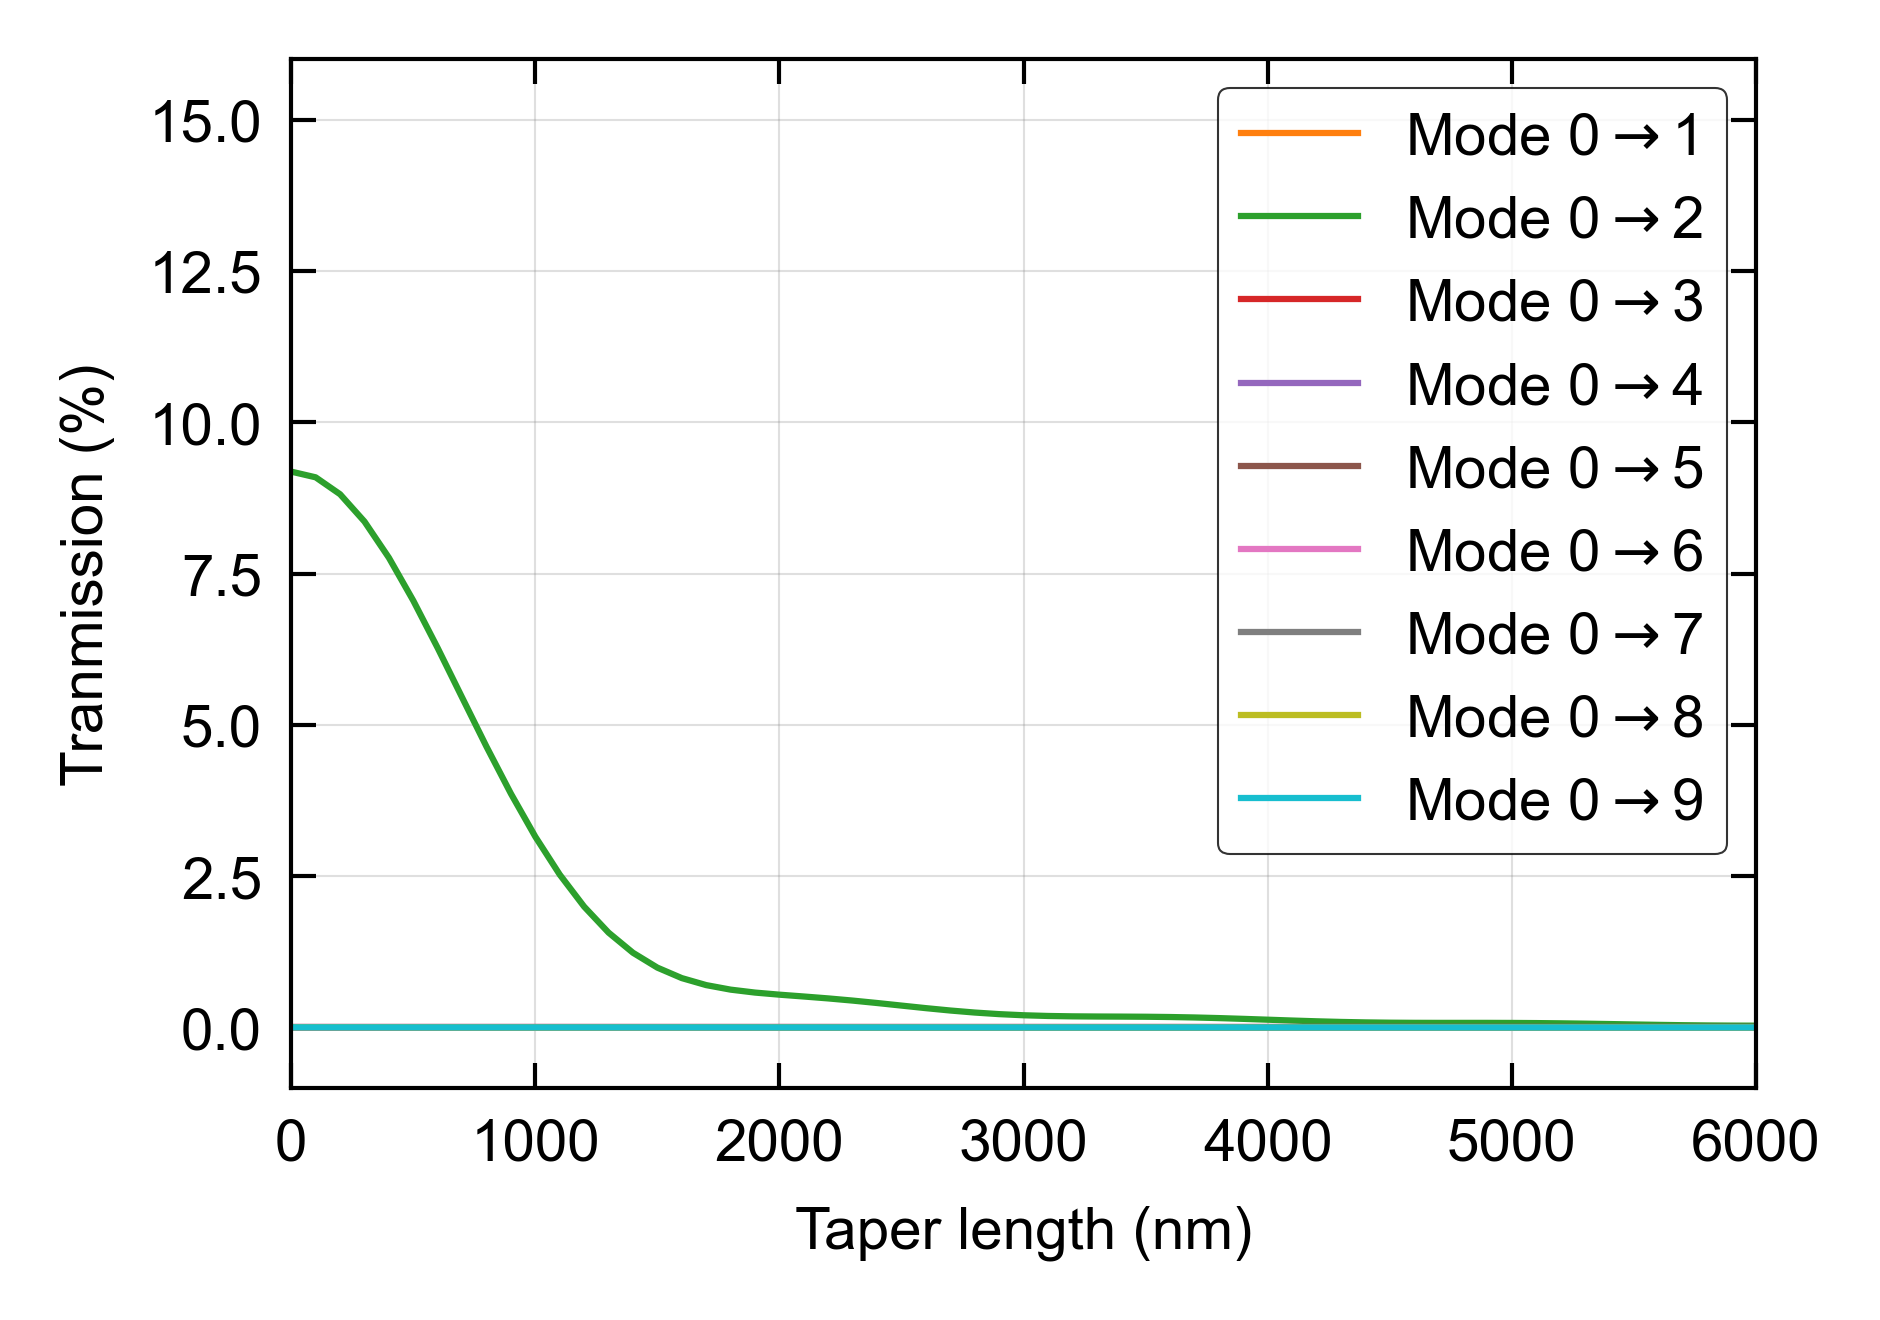 15.0
12.5
10.0
7.5
5.0
2.5
0.0
Tranmission (%)
Mode 0→1
Mode 0→2
Mode 0→3
Mode 0→4
Mode 0→5
Mode 0→6
Mode 0→7
Mode 0→8
Mode 0→9
0 1000 2000 3000 4000 5000 6000
Taper length (nm)